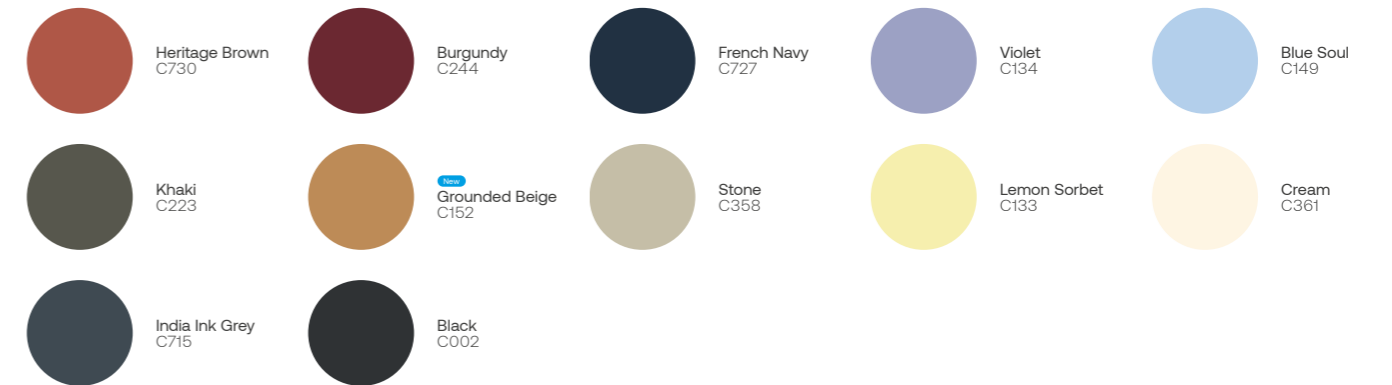 Heritage Brown
C730
Burgundy
C244
French Navy
C727
Violet
C134
Blue Soul
C149
Khaki
C223
New
Grounded Beige
C152
Stone
C358
Lemon Sorbet
C133
Cream
C361
India Ink Grey
C715
Black
C002